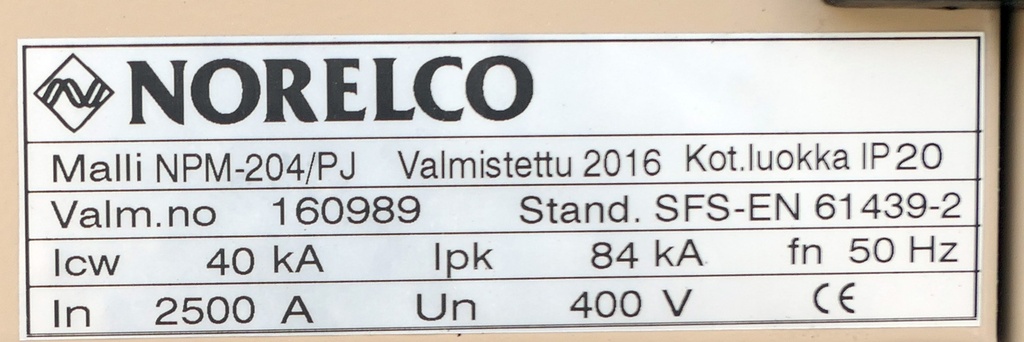 NORELCO
Malli NPM-204/PJ Valmistettu 2016 Kot.luokka IP20
Valm.no 160989 Stand. SFS-EN 61439-2
Icw 40 kA Ipk 84 kA fn 50 Hz
In 2500 A Un 400 V CE